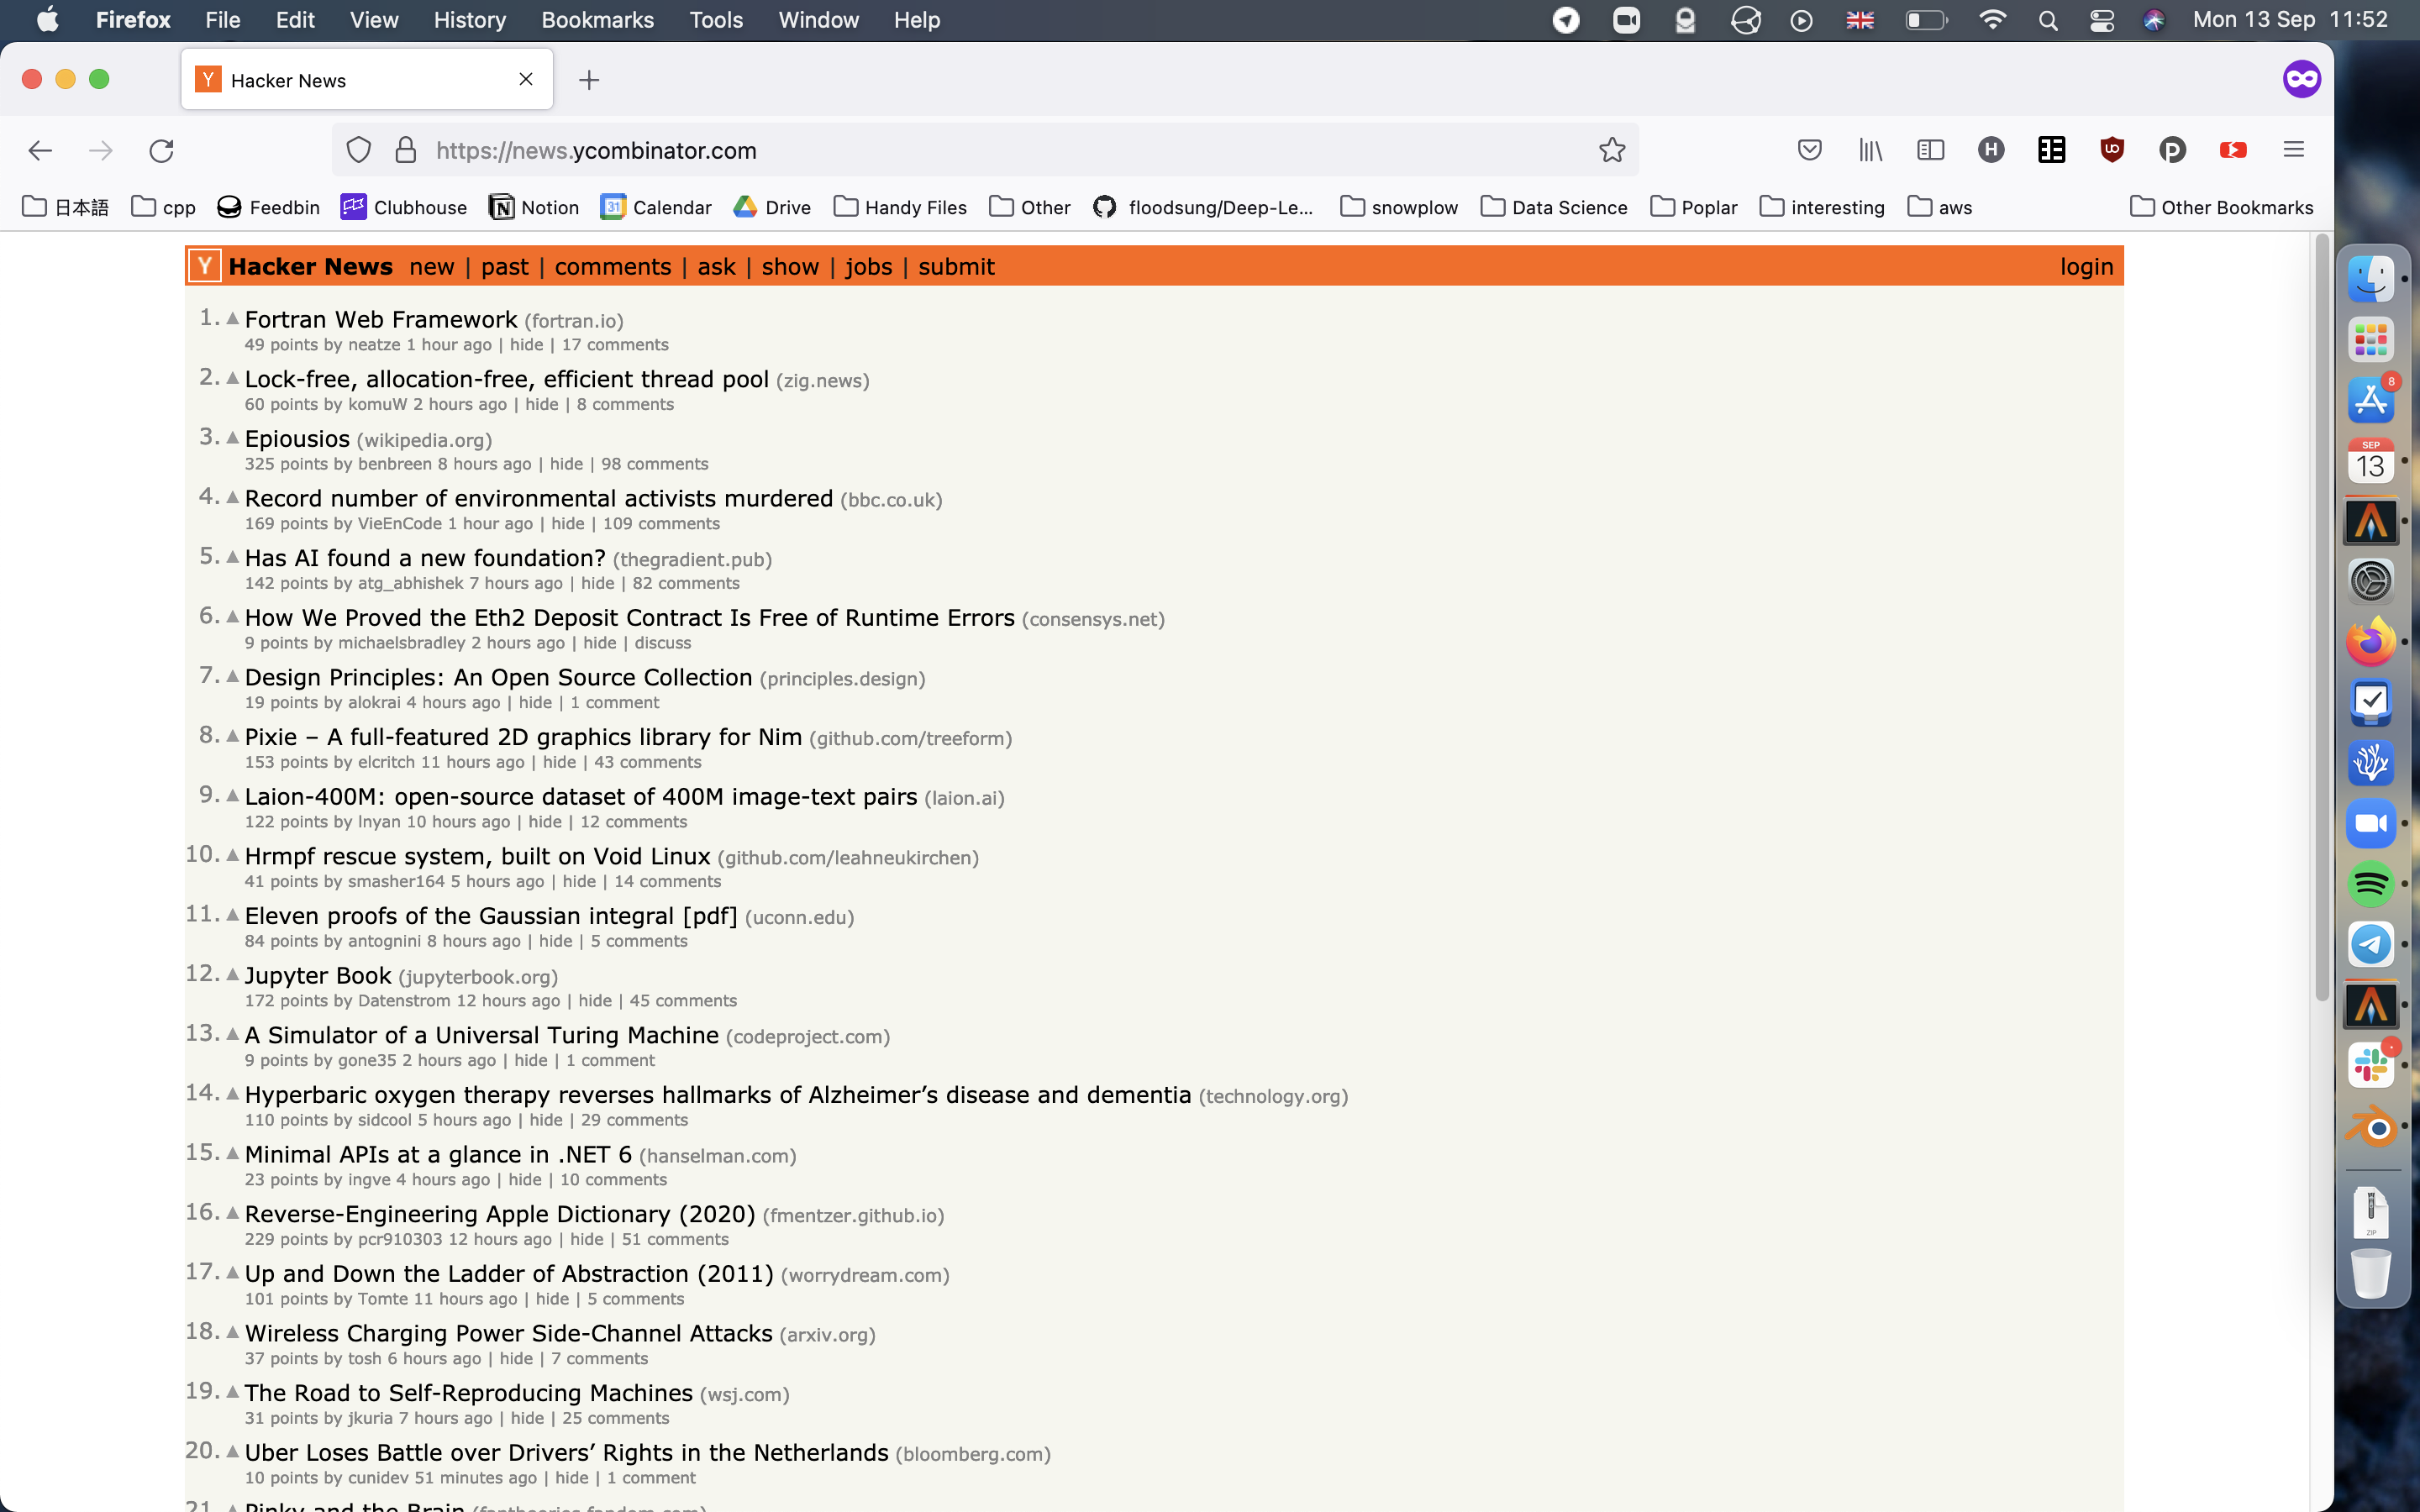 Firefox File Edit View History Bookmarks Tools Window Help Mon 13 Sep 11:52
Y Hacker News
https://news.ycombinator.com
日本語 cpp Feedbin Clubhouse Notion 31 Calendar Drive Handy Files Other floodsung/Deep-Le... snowplow Data Science Poplar interesting aws Other Bookmarks
Y Hacker News new | past | comments | ask | show | jobs | submit login
1. Fortran Web Framework (fortran.io)
49 points by neatze 1 hour ago | hide | 17 comments
2. Lock-free, allocation-free, efficient thread pool (zig.news)
60 points by komuW 2 hours ago | hide | 8 comments
3. Epiousios (wikipedia.org)
325 points by benbreen 8 hours ago | hide | 98 comments
4. Record number of environmental activists murdered (bbc.co.uk)
169 points by VieEnCode 1 hour ago | hide | 109 comments
5. Has AI found a new foundation? (thegradient.pub)
142 points by atg_abhishek 7 hours ago | hide | 82 comments
6. How We Proved the Eth2 Deposit Contract Is Free of Runtime Errors (consensys.net)
9 points by michaelsbradley 2 hours ago | hide | discuss
7. Design Principles: An Open Source Collection (principles.design)
19 points by alokrai 4 hours ago | hide | 1 comment
8. Pixie – A full-featured 2D graphics library for Nim (github.com/treeform)
153 points by elcritch 11 hours ago | hide | 43 comments
9. Laion-400M: open-source dataset of 400M image-text pairs (laion.ai)
122 points by lnyan 10 hours ago | hide | 12 comments
10. Hrmpf rescue system, built on Void Linux (github.com/leahneukirchen)
41 points by smasher164 5 hours ago | hide | 14 comments
11. Eleven proofs of the Gaussian integral [pdf] (uconn.edu)
84 points by antognini 8 hours ago | hide | 5 comments
12. Jupyter Book (jupyterbook.org)
172 points by Datenstrom 12 hours ago | hide | 45 comments
13. A Simulator of a Universal Turing Machine (codeproject.com)
9 points by gone35 2 hours ago | hide | 1 comment
14. Hyperbaric oxygen therapy reverses hallmarks of Alzheimer’s disease and dementia (technology.org)
110 points by sidcool 5 hours ago | hide | 29 comments
15. Minimal APIs at a glance in .NET 6 (hanselman.com)
23 points by ingve 4 hours ago | hide | 10 comments
16. Reverse-Engineering Apple Dictionary (2020) (fmentzer.github.io)
229 points by pcr910303 12 hours ago | hide | 51 comments
17. Up and Down the Ladder of Abstraction (2011) (worrydream.com)
101 points by Tomte 11 hours ago | hide | 5 comments
18. Wireless Charging Power Side-Channel Attacks (arxiv.org)
37 points by tosh 6 hours ago | hide | 7 comments
19. The Road to Self-Reproducing Machines (wsj.com)
31 points by jkuria 7 hours ago | hide | 25 comments
20. Uber Loses Battle over Drivers’ Rights in the Netherlands (bloomberg.com)
10 points by cunidev 51 minutes ago | hide | 1 comment
21. Pinky and the Brain (fantheories.fandom.com)
8
SEP
13
ZIP